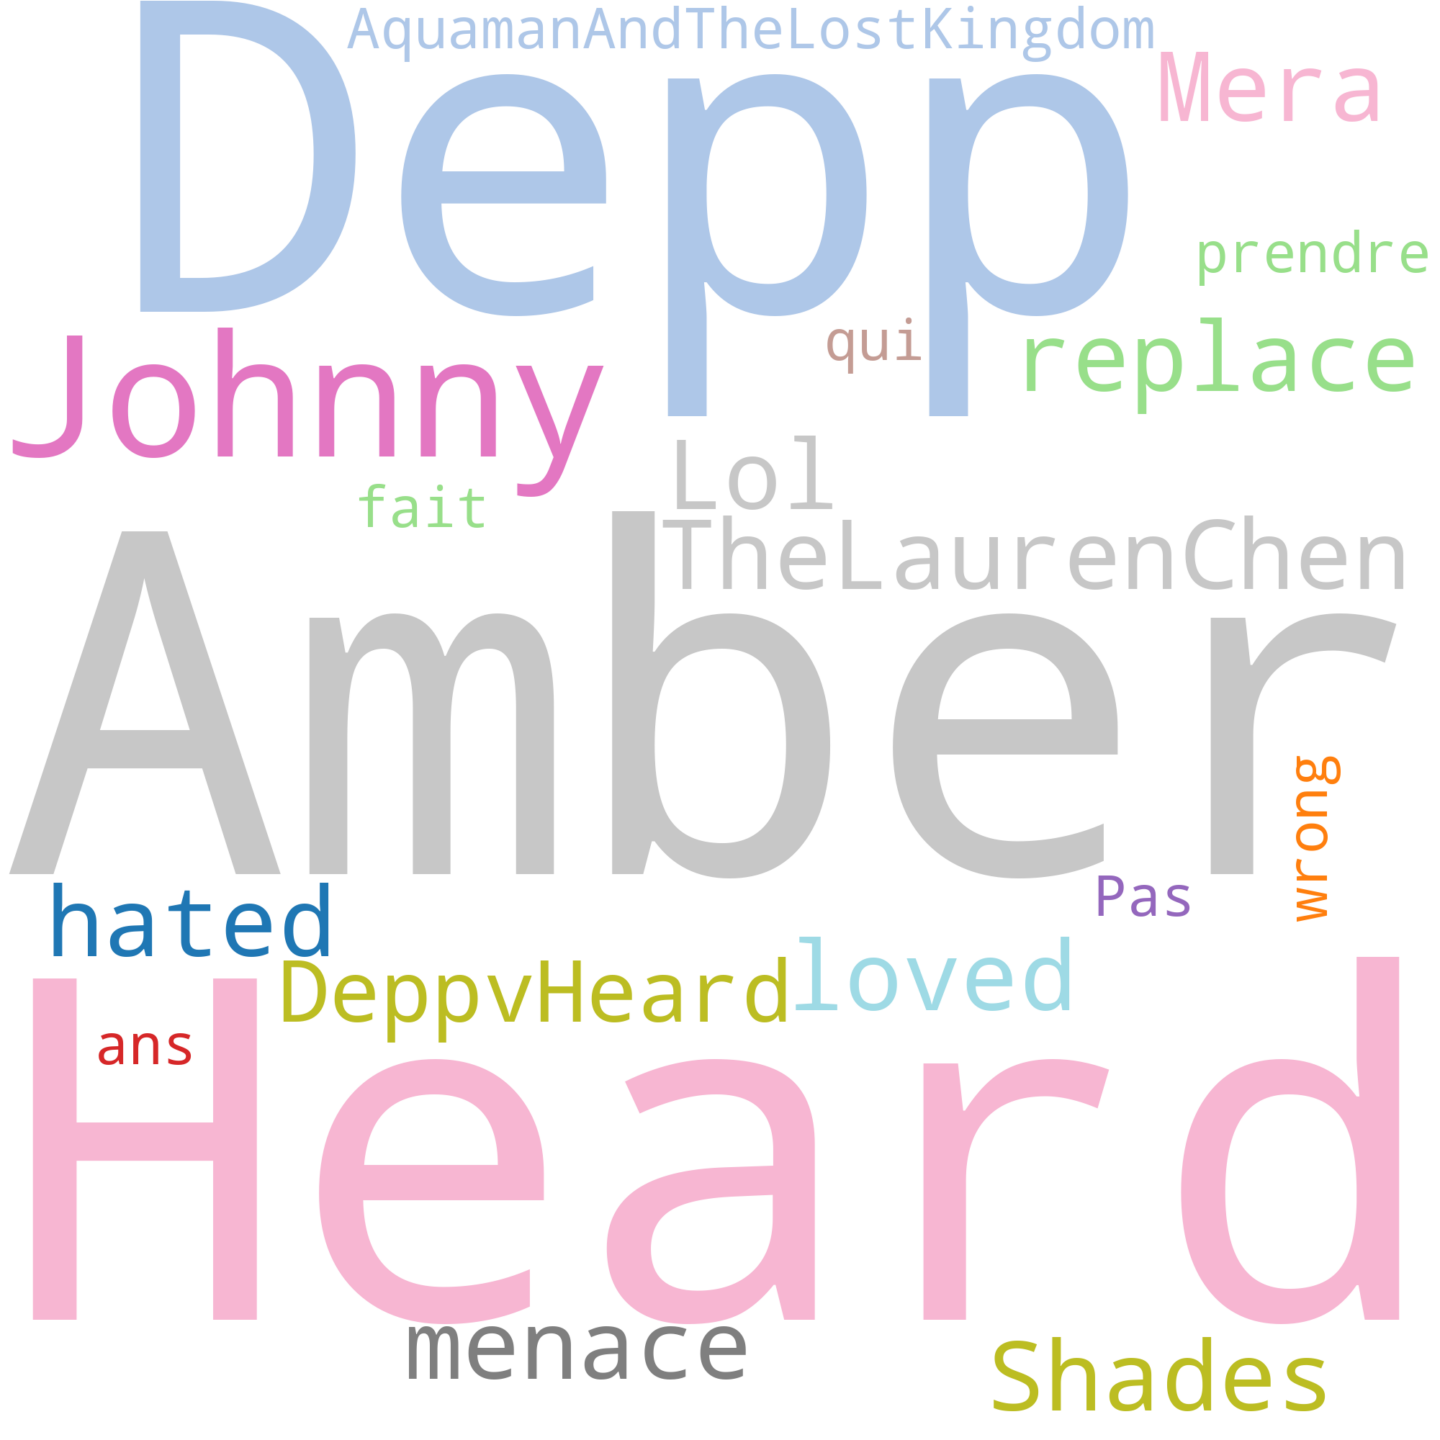 AquamanAndTheLostKingdom
Depp
Mera
prendre
Johnny
qui
replace
Lol
fait
TheLaurenChen
Amber
wrong
hated
Pas
DeppvHeard
loved
ans
Heard
menace
Shades